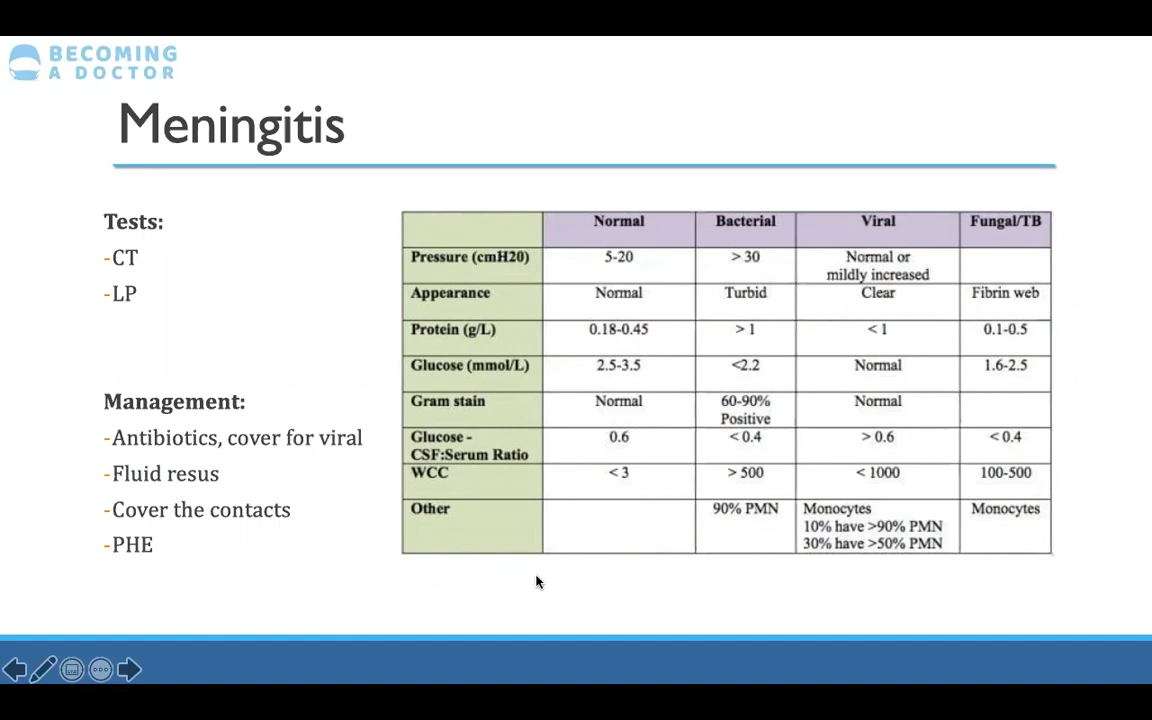 BECOMING
A DOCTOR
Meningitis
Tests:
-CT
-LP
Management:
-Antibiotics, cover for viral
-Fluid resus
-Cover the contacts
-PHE
Normal Bacterial Viral Fungal/TB
Pressure (cmH20) 5-20 > 30 Normal or
mildly increased
Appearance Normal Turbid Clear Fibrin web
Protein (g/L) 0.18-0.45 > 1 < 1 0.1-0.5
Glucose (mmol/L) 2.5-3.5 <2.2 Normal 1.6-2.5
Gram stain Normal 60-90% Normal
Positive
Glucose - 0.6 < 0.4 > 0.6 < 0.4
CSF:Serum Ratio
WCC < 3 > 500 < 1000 100-500
Other 90% PMN Monocytes Monocytes
10% have >90% PMN
30% have >50% PMN